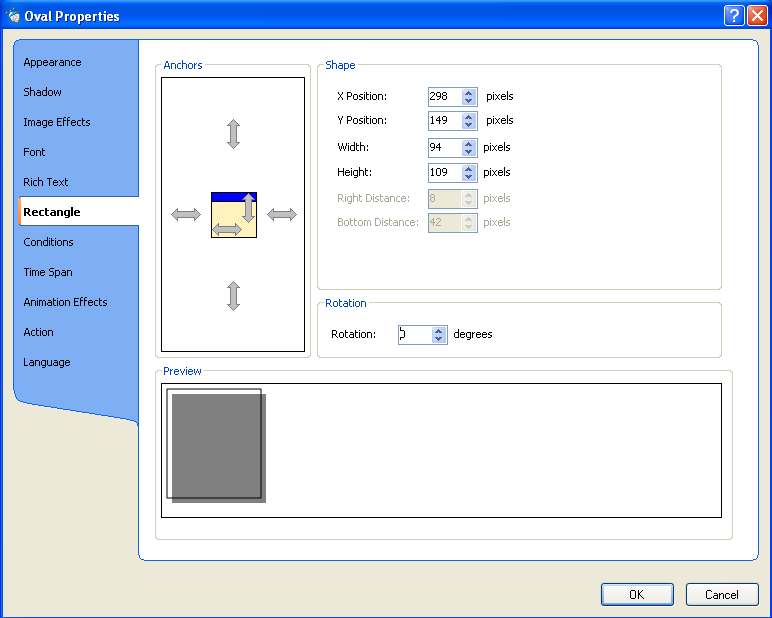 Oval Properties
Appearance
Shadow
Image Effects
Font
Rich Text
Rectangle
Conditions
Time Span
Animation Effects
Action
Language
Anchors
Shape
X Position: 298 pixels
Y Position: 149 pixels
Width: 94 pixels
Height: 109 pixels
Right Distance: 8 pixels
Bottom Distance: 42 pixels
Rotation
Rotation: degrees
Preview
OK Cancel